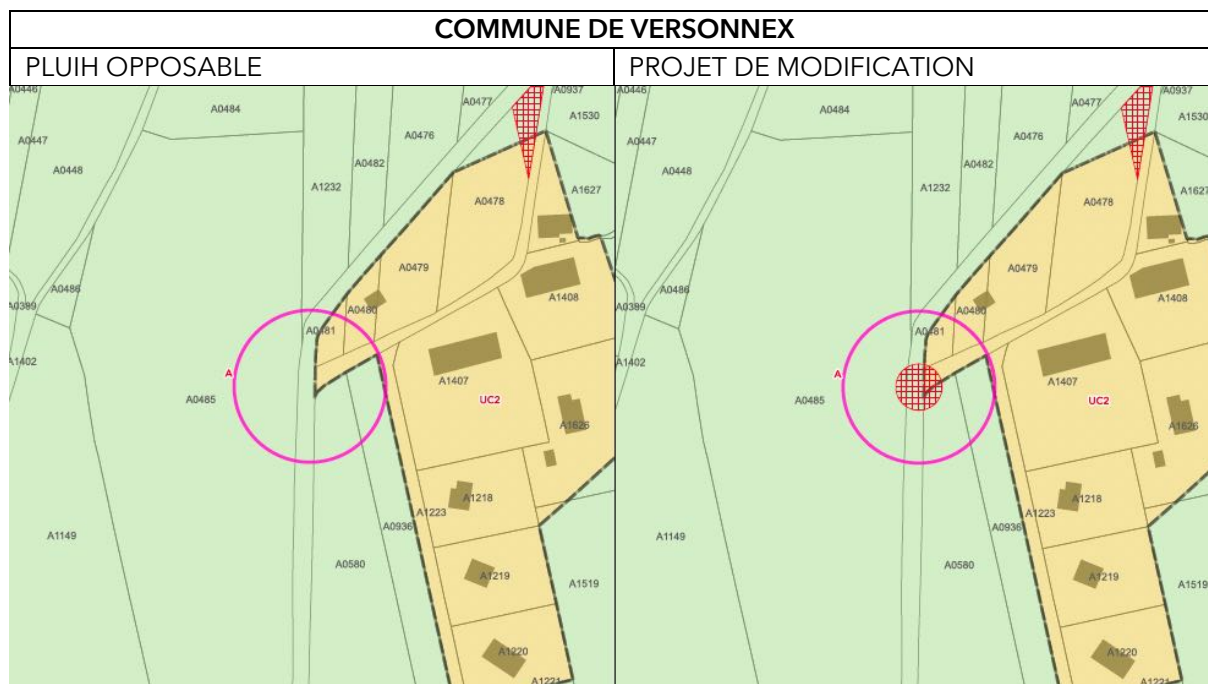 COMMUNE DE VERSONNEX
PLUIH OPPOSABLE
PROJET DE MODIFICATION
A0446
A0484
A0477
A0937
A1530
A0447
A0476
A0448
A0482
A1232
A1627
A0478
A0479
A0486
A0399
A0480
A1408
A0481
A1402
A
A0485
A1407
UC2
A1626
A1218
A1223
A0936
A1149
A0580
A1219
A1519
A1220
A1221
A0446
A0484
A0477
A0937
A1530
A0447
A0476
A0448
A0482
A1232
A1627
A0478
A0479
A0486
A0399
A0480
A1408
A0481
A1402
A
A0485
A1407
UC2
A1626
A1218
A1223
A0936
A1149
A0580
A1219
A1519
A1220
A1221